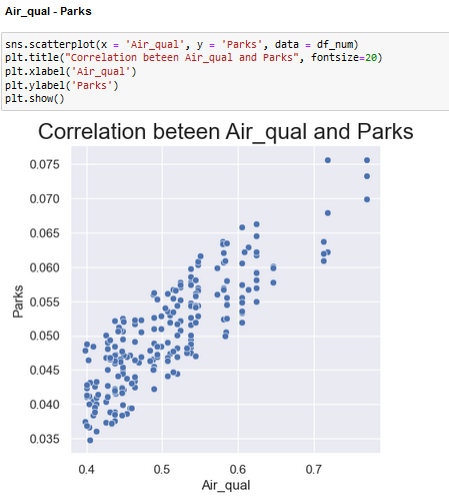 Air_qual - Parks
sns.scatterplot(x = 'Air_qual', y = 'Parks', data = df_num)
plt.title("Correlation beteen Air_qual and Parks", fontsize=20)
plt.xlabel('Air_qual')
plt.ylabel('Parks')
plt.show()
Correlation beteen Air_qual and Parks
0.075
0.070
0.065
0.060
0.055
0.050
0.045
0.040
0.035
Parks
0.4 0.5 0.6 0.7
Air_qual